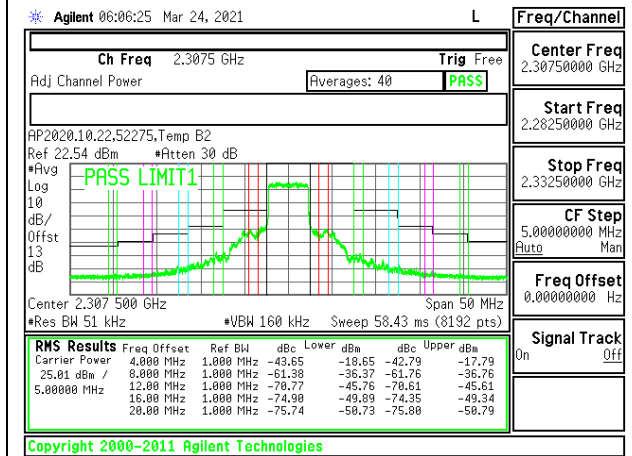 Agilent 06:06:25 Mar 24, 2021 L
Freq/Channel
Ch Freq 2.3075 GHz Trig Free
Adj Channel Power Averages: 40 PASS
AP2020.10.22,52275,Temp B2
Ref 22.54 dBm #Atten 30 dB
#Avg
Log
10
dB/
Offst
13
dB
PASS LIMIT1
Center 2.307 500 GHz Span 50 MHz
#Res BW 51 kHz #VBW 160 kHz Sweep 58.43 ms (8192 pts)
RMS Results Freq Offset Ref BW dBc Lower dBm dBc Upper dBm
Carrier Power 4.000 MHz 1.000 MHz -43.65 -18.65 -42.79 -17.79
25.01 dBm / 8.000 MHz 1.000 MHz -61.38 -36.37 -61.76 -36.76
5.00000 MHz 12.00 MHz 1.000 MHz -70.77 -45.76 -70.61 -45.61
16.00 MHz 1.000 MHz -74.90 -49.89 -74.35 -49.34
20.00 MHz 1.000 MHz -75.74 -50.73 -75.80 -50.79
Copyright 2000-2011 Agilent Technologies
Center Freq
2.30750000 GHz
Start Freq
2.28250000 GHz
Stop Freq
2.33250000 GHz
CF Step
5.00000000 MHz
Auto Man
Freq Offset
0.00000000 Hz
Signal Track
On Off